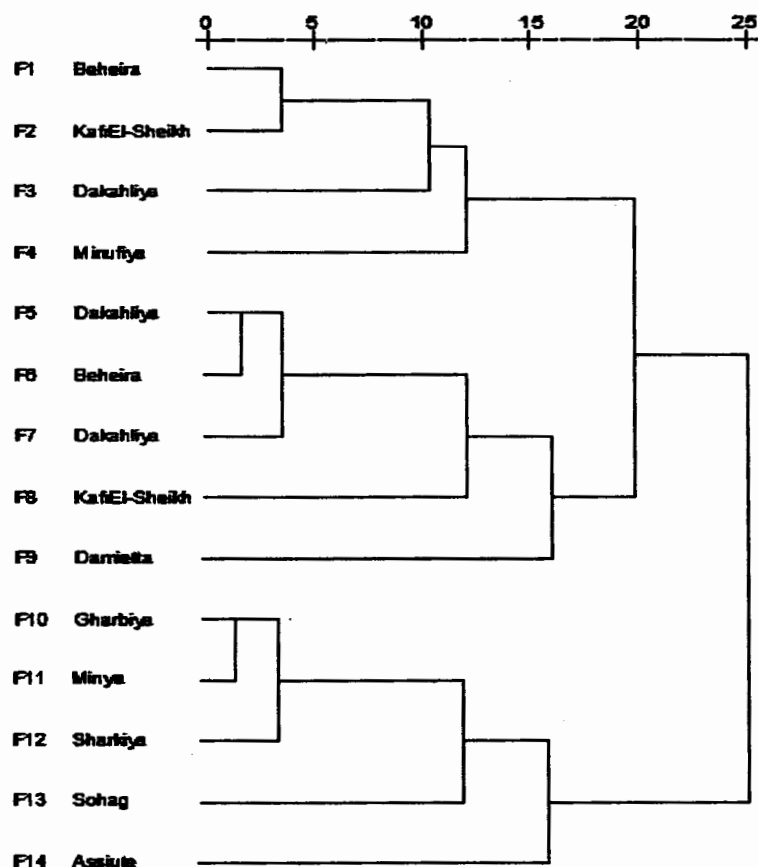 0 5 10 15 20 25
F1 Beheira
F2 KafrEl-Sheikh
F3 Dakahliya
F4 Minufiya
F5 Dakahliya
F6 Beheira
F7 Dakahliya
F8 KafrEl-Sheikh
F9 Damietta
F10 Gharbiya
F11 Minya
F12 Sharkiya
F13 Sohag
F14 Assiute